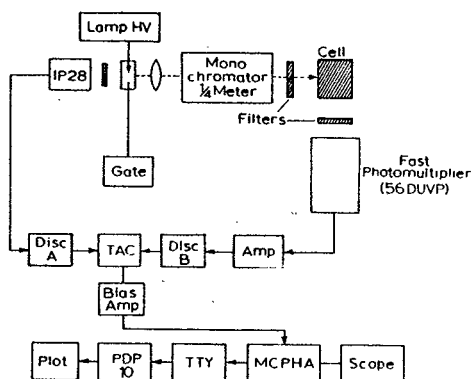 Lamp HV
IP28
Mono
chromator
¼ Meter
Cell
Filters
Gate
Fast
Photomultiplier
(56 DUVP)
Disc
A
TAC
Disc
B
Amp
Bias
Amp
Plot
PDP
10
TTY
MCPHA
Scope